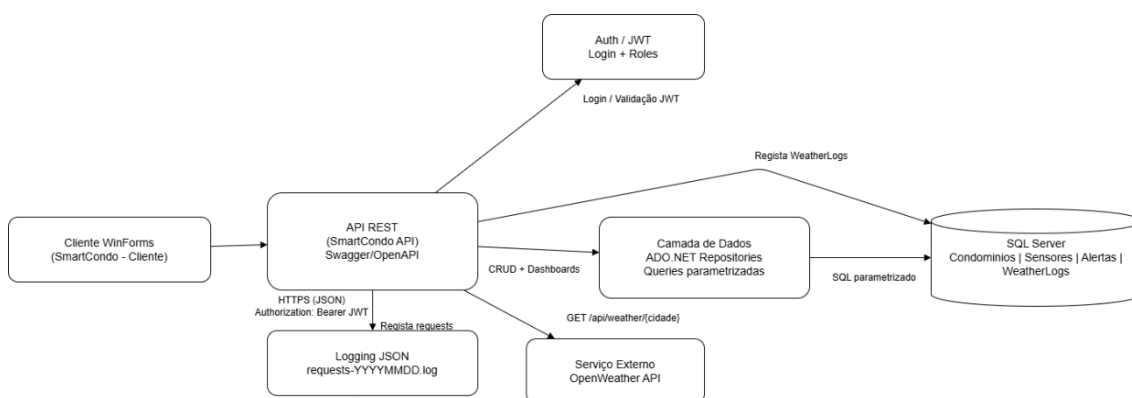 Auth / JWT
Login + Roles
Login / Validação JWT
Regista WeatherLogs
Cliente WinForms
(SmartCondo - Cliente)
API REST
(SmartCondo API)
Swagger/OpenAPI
CRUD + Dashboards
Camada de Dados
ADO.NET Repositories
Queries parametrizadas
SQL parametrizado
SQL Server
Condominios | Sensores | Alertas |
WeatherLogs
HTTPS (JSON)
Authorization: Bearer JWT
Regista requests
GET /api/weather/{cidade}
Logging JSON
requests-YYYYMMDD.log
Serviço Externo
OpenWeather API